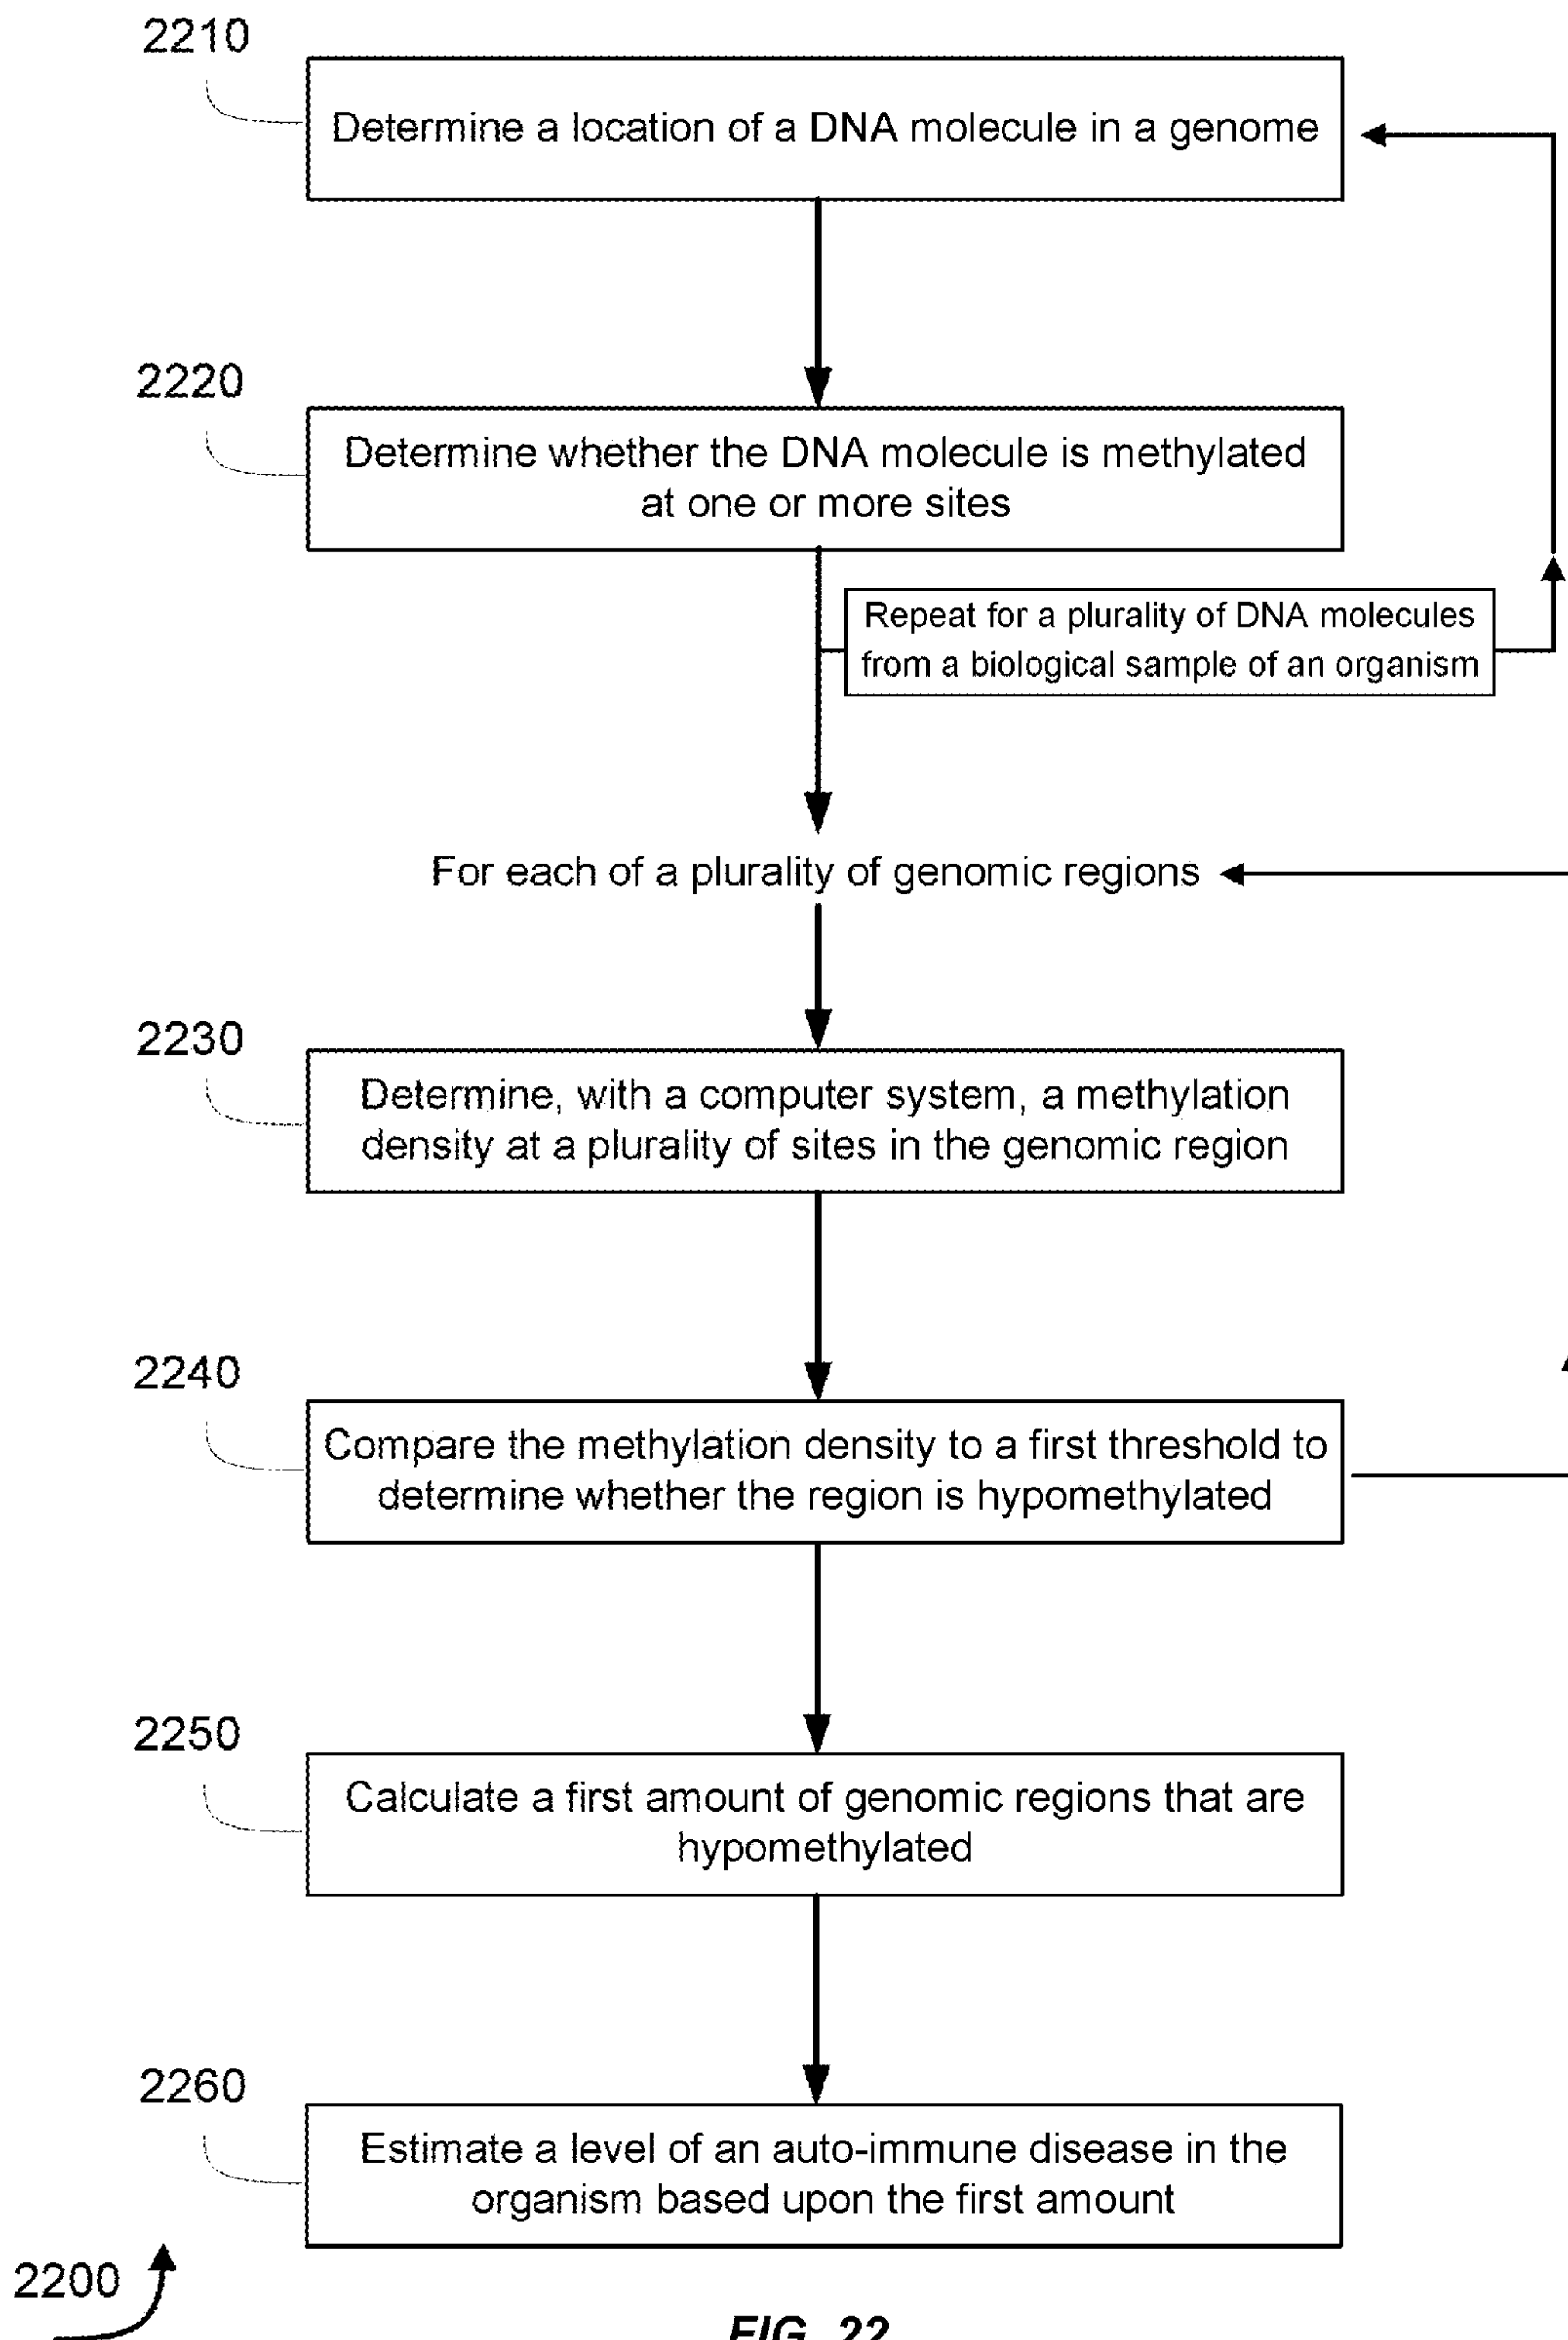 2210
Determine a location of a DNA molecule in a genome
2220
Determine whether the DNA molecule is methylated
at one or more sites
Repeat for a plurality of DNA molecules
from a biological sample of an organism
For each of a plurality of genomic regions
2230
Determine, with a computer system, a methylation
density at a plurality of sites in the genomic region
2240
Compare the methylation density to a first threshold to
determine whether the region is hypomethylated
2250
Calculate a first amount of genomic regions that are
hypomethylated
2260
Estimate a level of an auto-immune disease in the
organism based upon the first amount
2200
FIG. 22